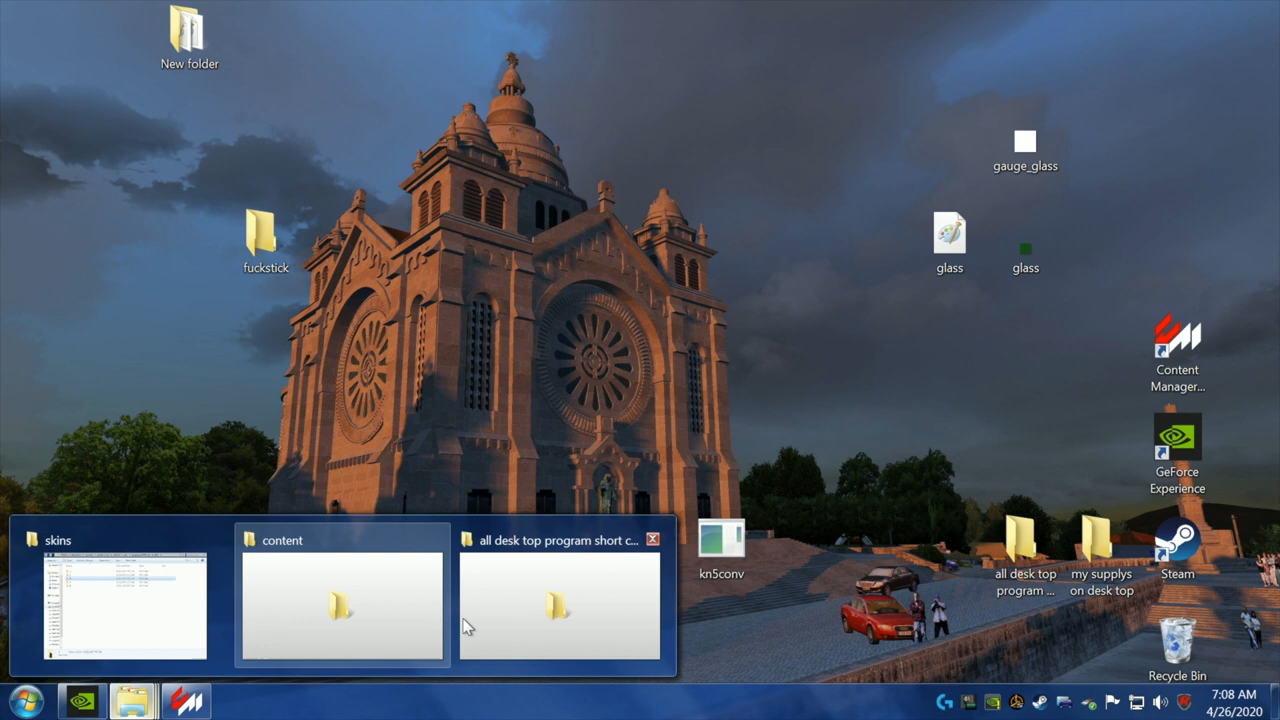 New folder
gauge_glass
fuckstick
glass
glass
Content
Manager...
GeForce
Experience
skins
content
all desk top program short c...
kn5conv
all desk top
program ...
my supplys
on desk top
Steam
Recycle Bin
7:08 AM
4/26/2020